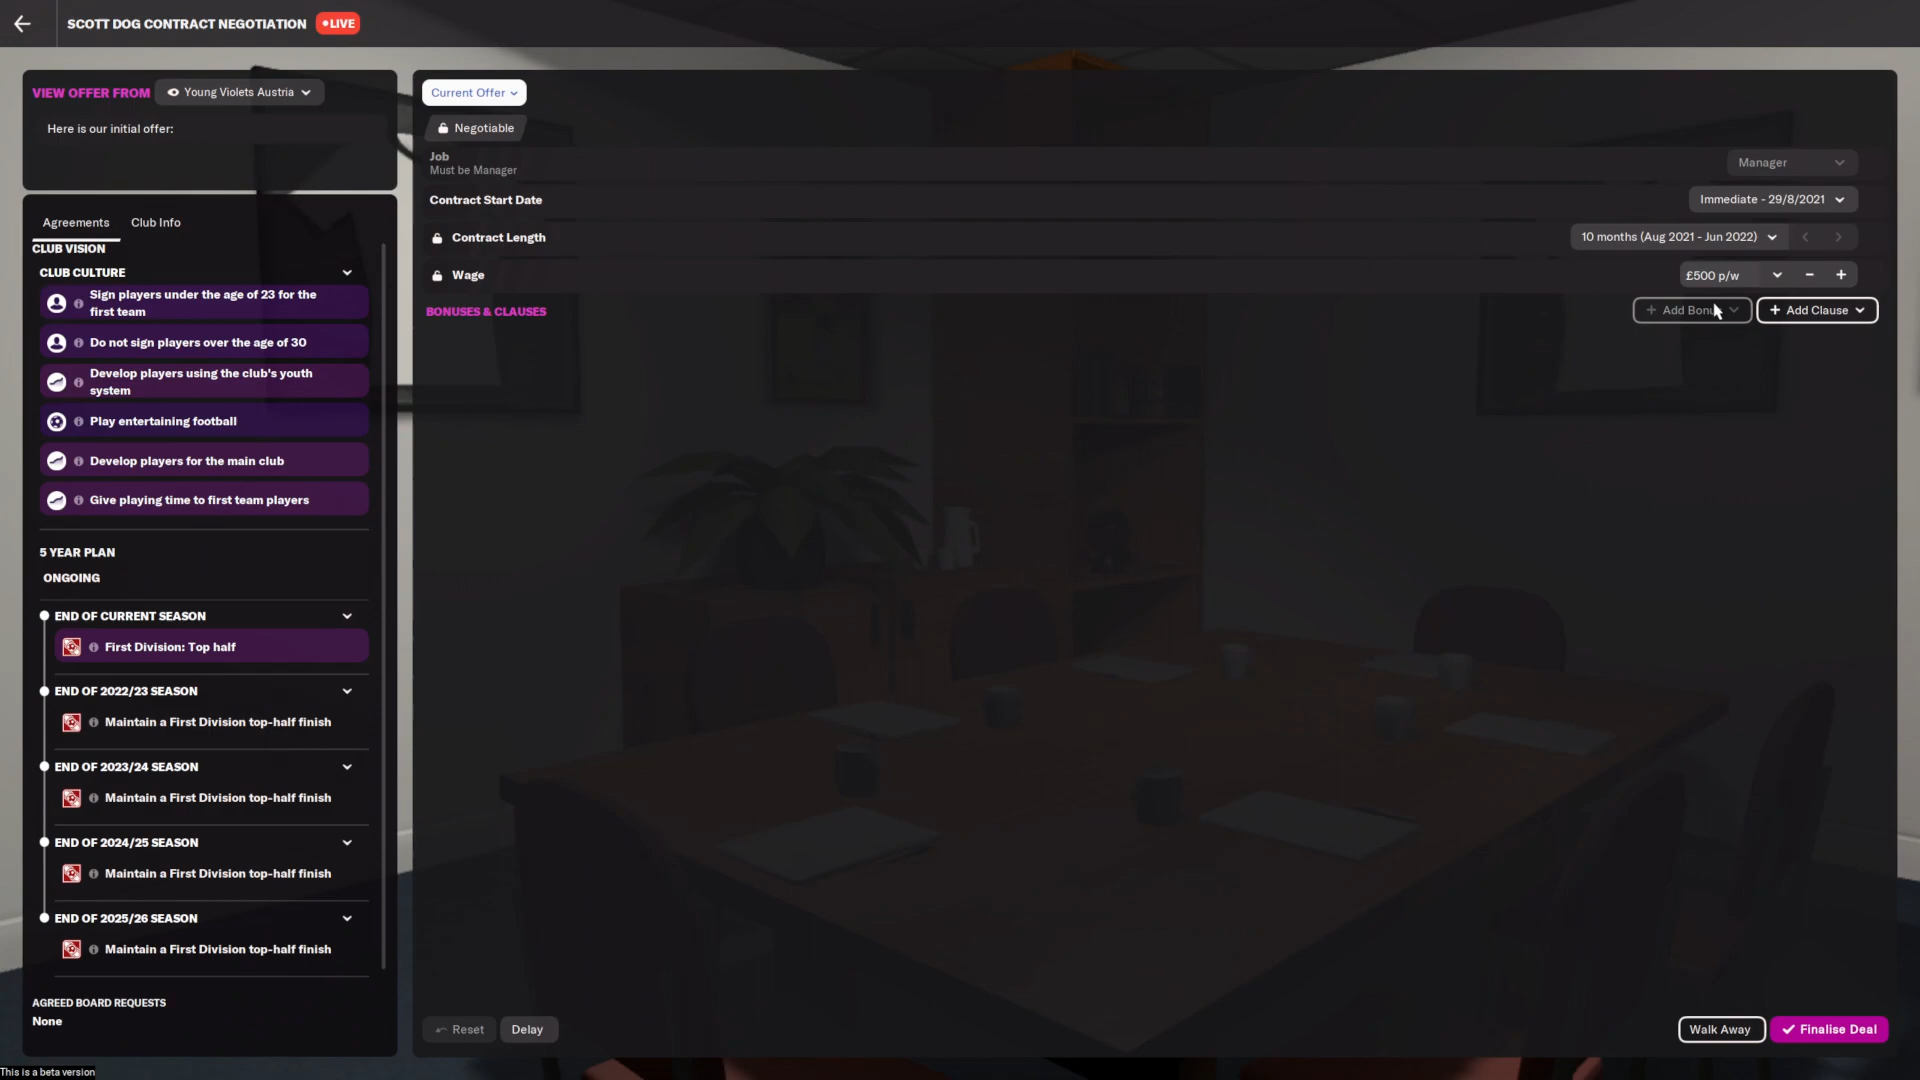 SCOTT DOG CONTRACT NEGOTIATION
LIVE
VIEW OFFER FROM
Young Violets Austria
Here is our initial offer:
Agreements
Club Info
CLUB VISION
CLUB CULTURE
Sign players under the age of 23 for the
first team
Do not sign players over the age of 30
Develop players using the club's youth
system
Play entertaining football
Develop players for the main club
Give playing time to first team players
5 YEAR PLAN
ONGOING
END OF CURRENT SEASON
First Division: Top half
END OF 2022/23 SEASON
Maintain a First Division top-half finish
END OF 2023/24 SEASON
Maintain a First Division top-half finish
END OF 2024/25 SEASON
Maintain a First Division top-half finish
END OF 2025/26 SEASON
Maintain a First Division top-half finish
AGREED BOARD REQUESTS
None
Current Offer
Negotiable
Job
Must be Manager
Manager
Contract Start Date
Immediate - 29/8/2021
Contract Length
10 months (Aug 2021 - Jun 2022)
Wage
£500 p/w
BONUSES & CLAUSES
Add
Add Clause
Reset
Delay
Walk Away
Finalise Deal
This is a beta version